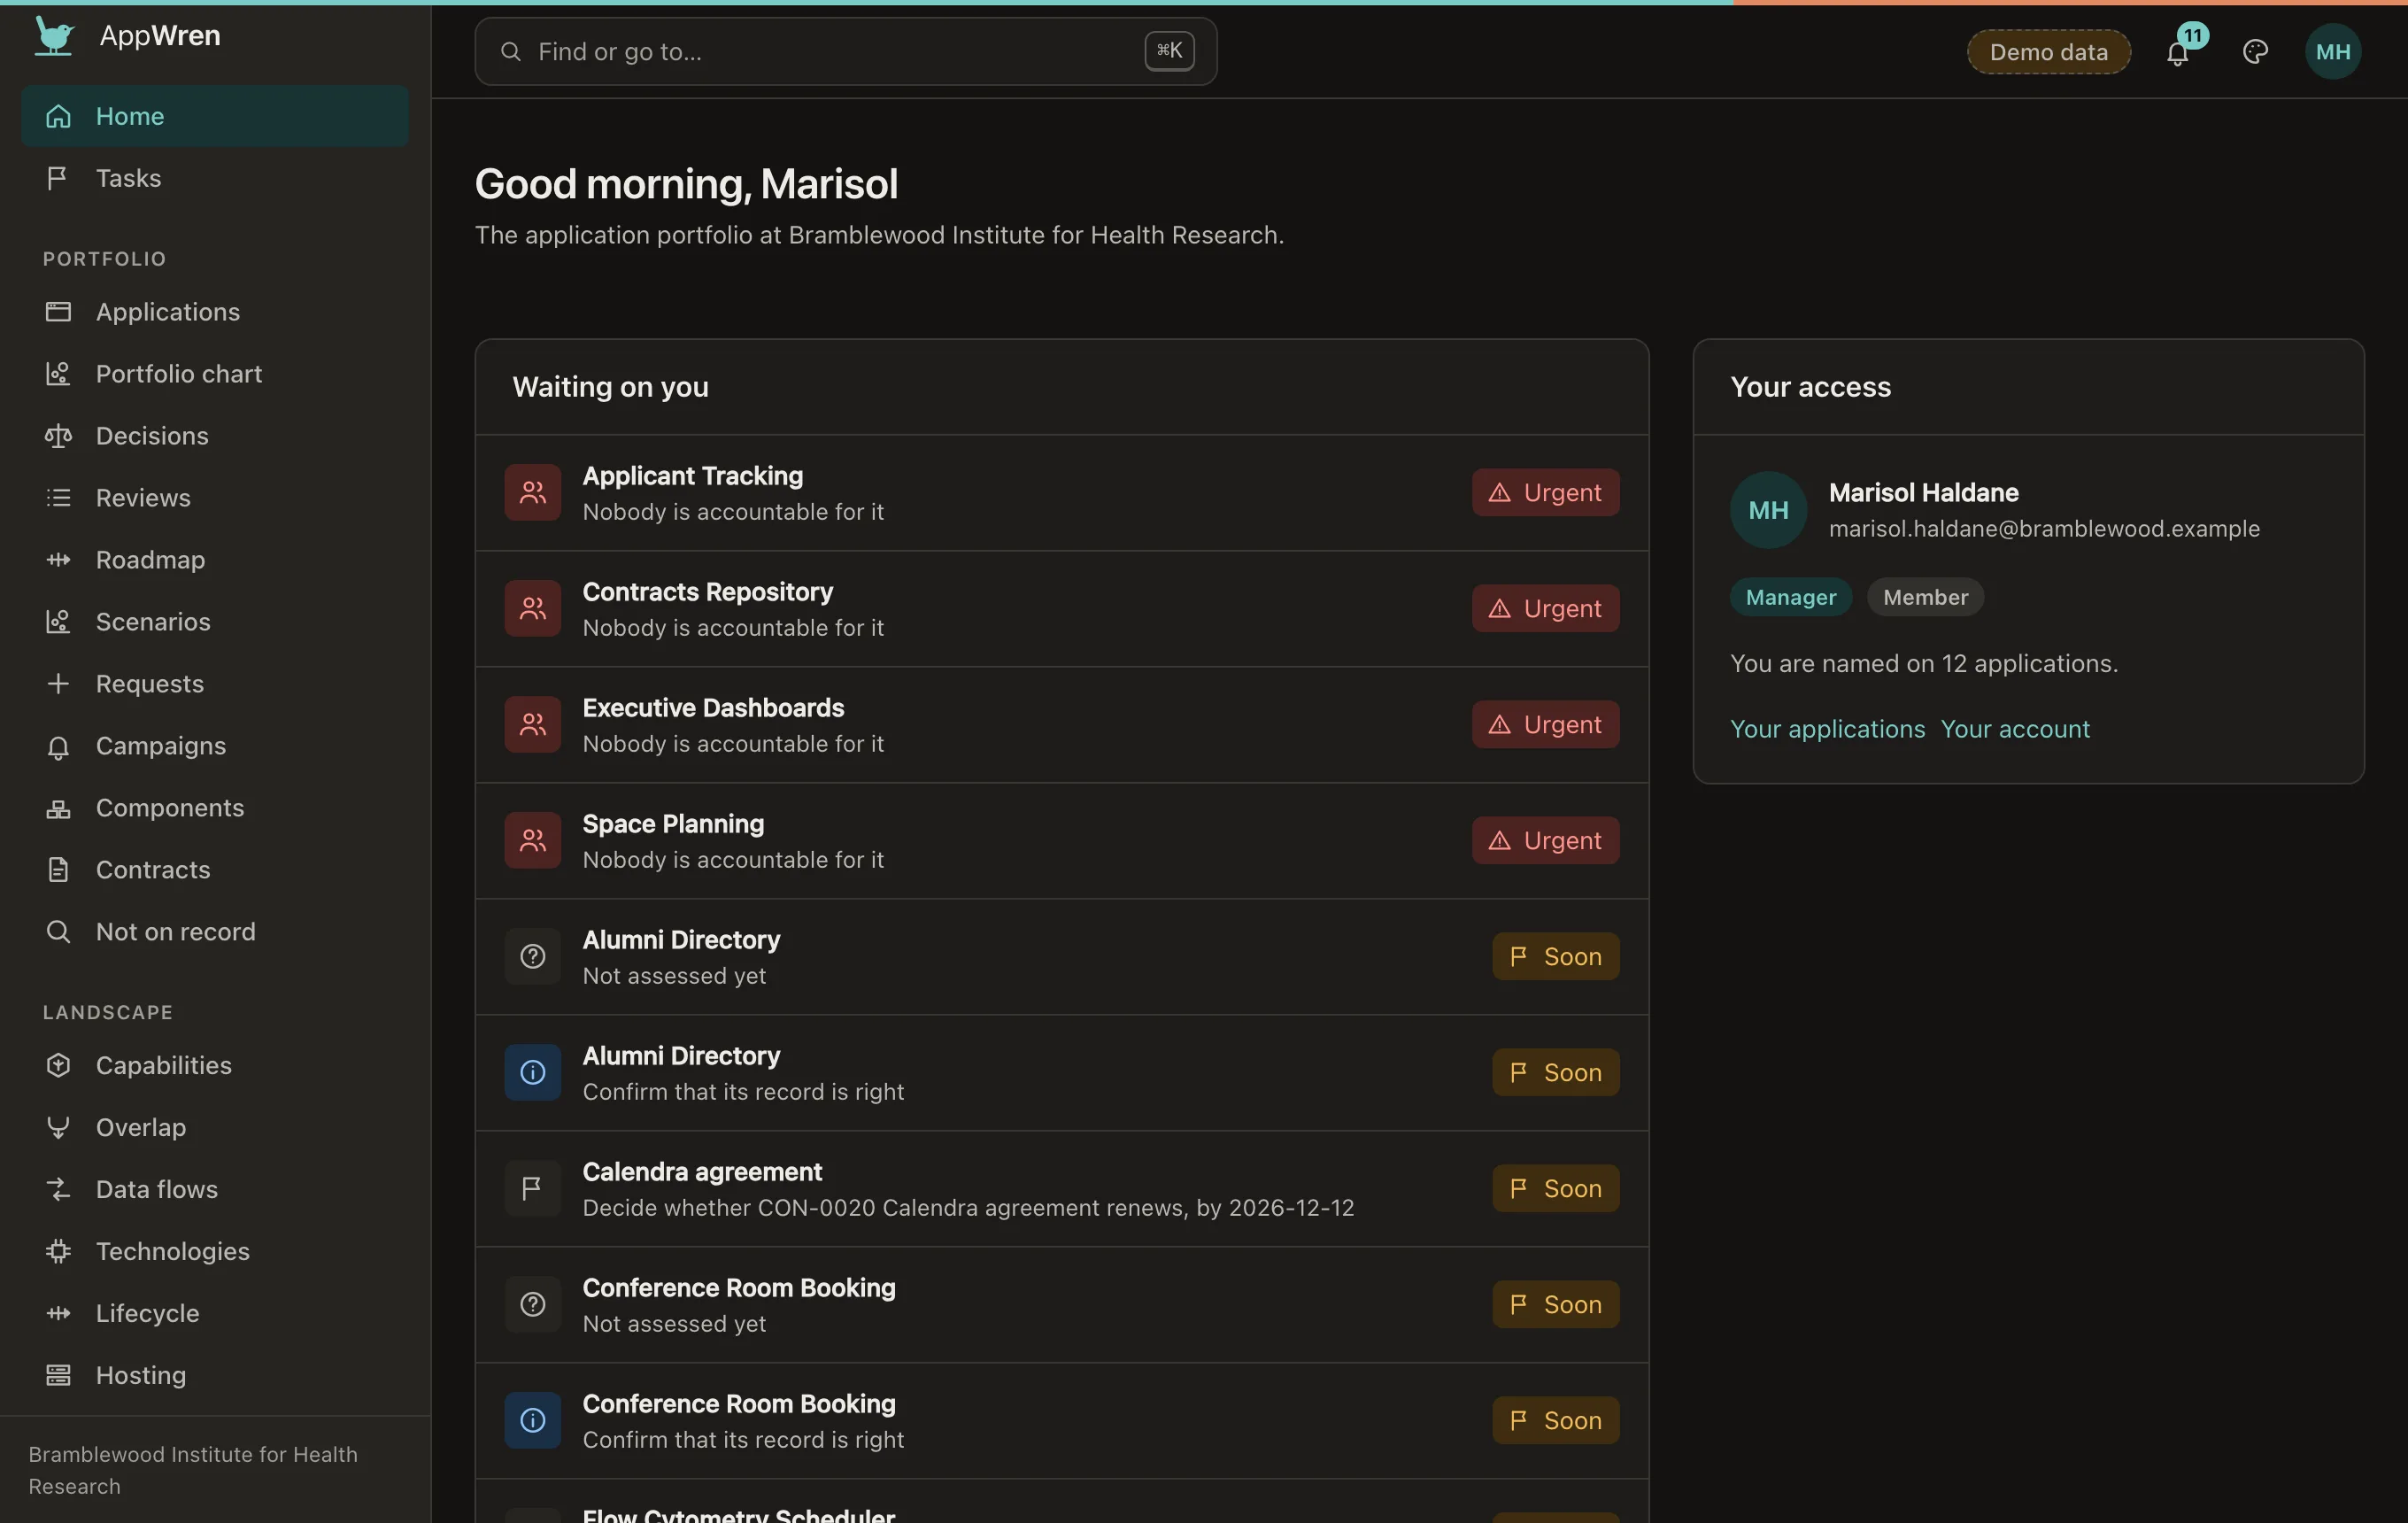 AppWren
Find or go to...
⌘K
Demo data
11
MH
Home
Tasks
PORTFOLIO
Applications
Portfolio chart
Decisions
Reviews
Roadmap
Scenarios
Requests
Campaigns
Components
Contracts
Not on record
LANDSCAPE
Capabilities
Overlap
Data flows
Technologies
Lifecycle
Hosting
Bramblewood Institute for Health
Research
Good morning, Marisol
The application portfolio at Bramblewood Institute for Health Research.
Waiting on you
Applicant Tracking
Nobody is accountable for it
Urgent
Contracts Repository
Nobody is accountable for it
Urgent
Executive Dashboards
Nobody is accountable for it
Urgent
Space Planning
Nobody is accountable for it
Urgent
Alumni Directory
Not assessed yet
Soon
Alumni Directory
Confirm that its record is right
Soon
Calendra agreement
Decide whether CON-0020 Calendra agreement renews, by 2026-12-12
Soon
Conference Room Booking
Not assessed yet
Soon
Conference Room Booking
Confirm that its record is right
Soon
Flow Cytometry Scheduler
Your access
MH
Marisol Haldane
marisol.haldane@bramblewood.example
Manager
Member
You are named on 12 applications.
Your applications
Your account